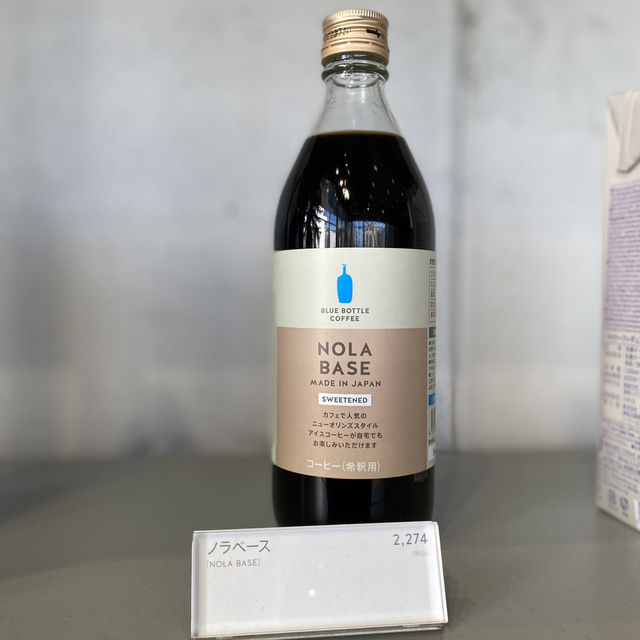 BLUE BOTTLE
COFFEE
NOLA
BASE
MADE IN JAPAN
SWEETENED
カフェで人気の
ニューオリンズスタイル
アイスコーヒーが自宅でも
お楽しみいただけます
コーヒー(希釈用)
ノラベース 2,274
[NOLA BASE] (税込)